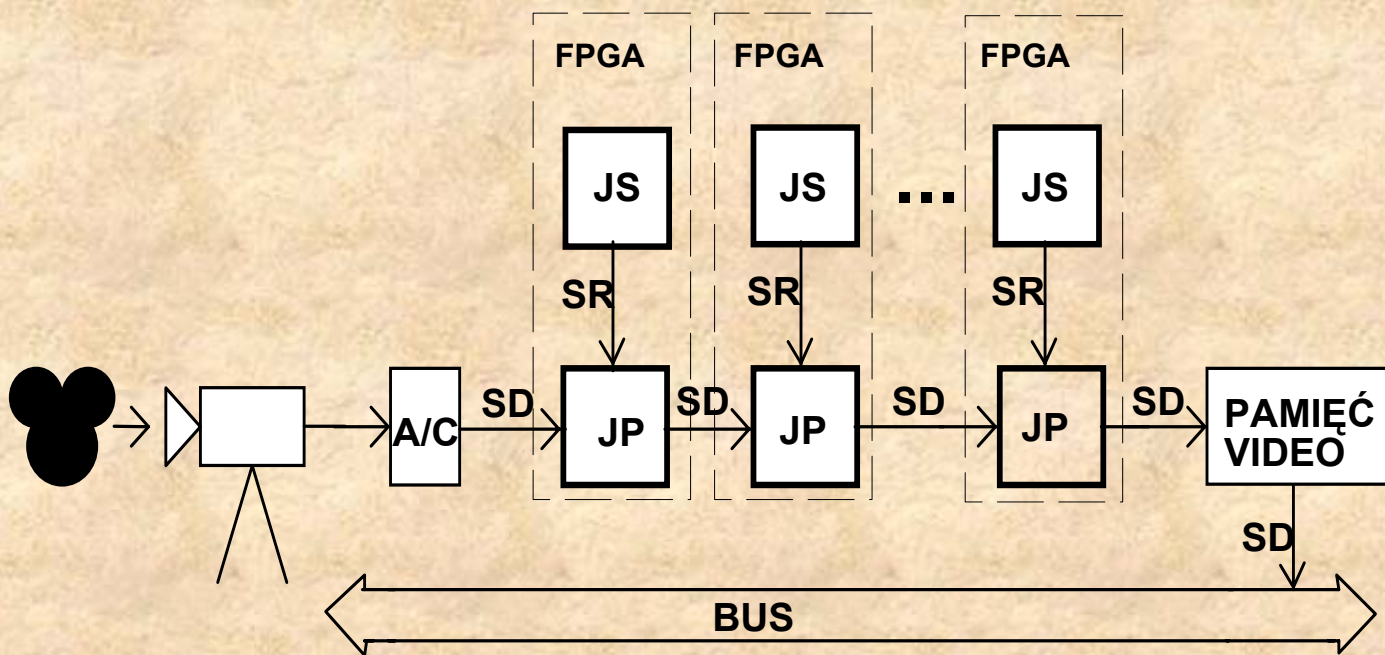 FPGA
FPGA
FPGA
JS
JS
...
JS
SR
SR
SR
A/C
SD
JP
SD
JP
SD
JP
SD
PAMIĘĆ
VIDEO
SD
BUS